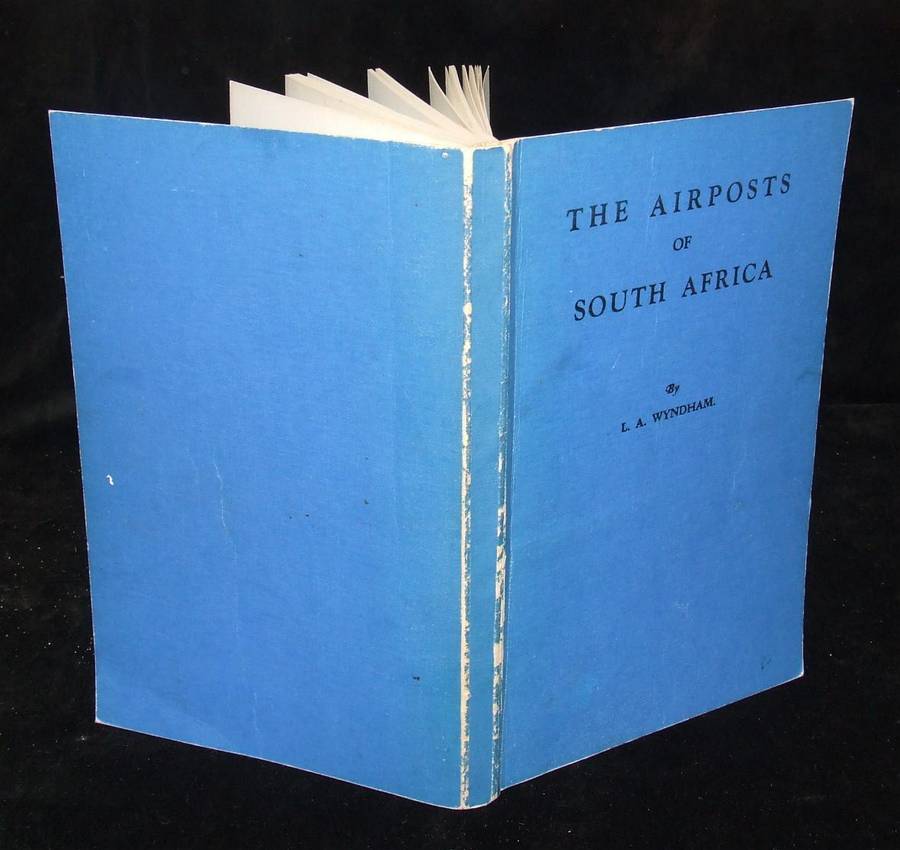 THE AIRPOSTS
OF
SOUTH AFRICA
By
L. A. WYNDHAM.